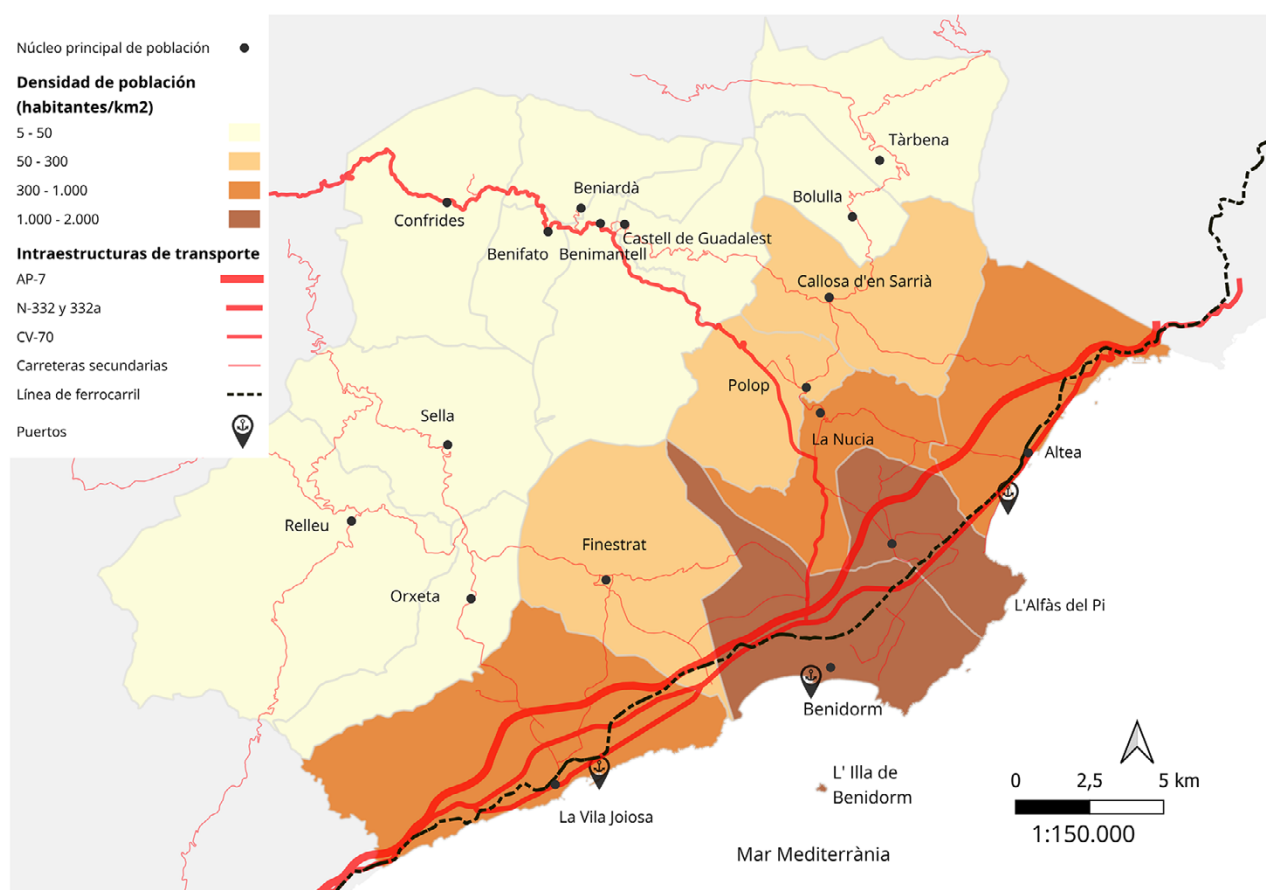 Núcleo principal de población
Densidad de población
(habitantes/km2)
5 - 50
50 - 300
300 - 1.000
1.000 - 2.000
Intraestructuras de transporte
AP-7
N-332 y 332a
CV-70
Carreteras secundarias
Línea de ferrocarril
Puertos
Tàrbena
Beniardà
Bolulla
Confrides
Castell de Guadalest
Benifato
Benimantell
Callosa d'en Sarrià
Polop
Sella
La Nucia
Altea
Relleu
Finestrat
Orxeta
L'Alfàs del Pi
Benidorm
L' Illa de
Benidorm
La Vila Joiosa
Mar Mediterrània
0 2,5 5 km
1:150.000